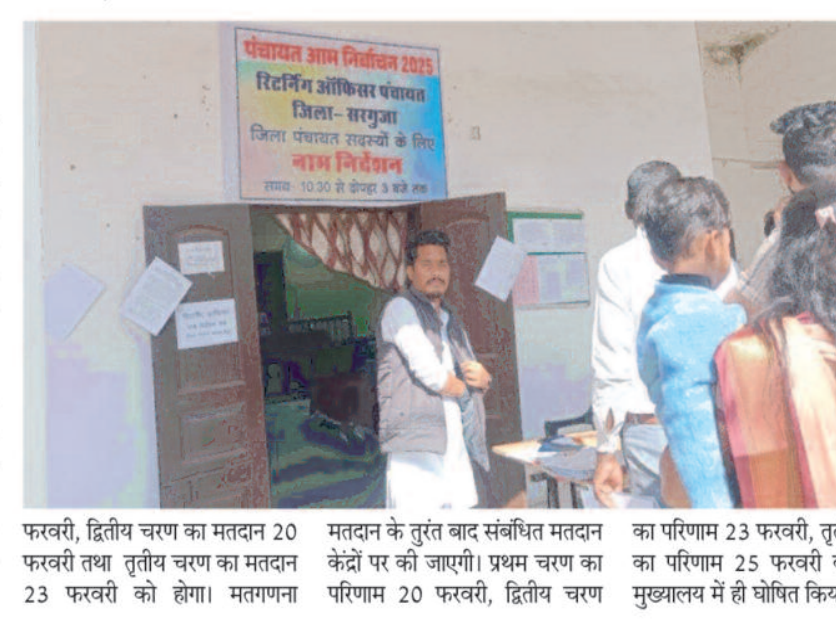 पंचायत आम निर्वाचन 2025
रिटर्निंग ऑफिसर पंचायत
जिला- सरगुजा
जिला पंचायत सदस्यों के लिए
नाम निर्देशन
समय- 10.30 से दोपहर 3 बजे तक
फरवरी, द्वितीय चरण का मतदान 20
फरवरी तथा तृतीय चरण का मतदान
23 फरवरी को होगा। मतगणना
मतदान के तुरंत बाद संबंधित मतदान
केंद्रों पर की जाएगी। प्रथम चरण का
परिणाम 20 फरवरी, द्वितीय चरण
का परिणाम 23 फरवरी,
का परिणाम 25 फरवरी
मुख्यालय में ही घोषित